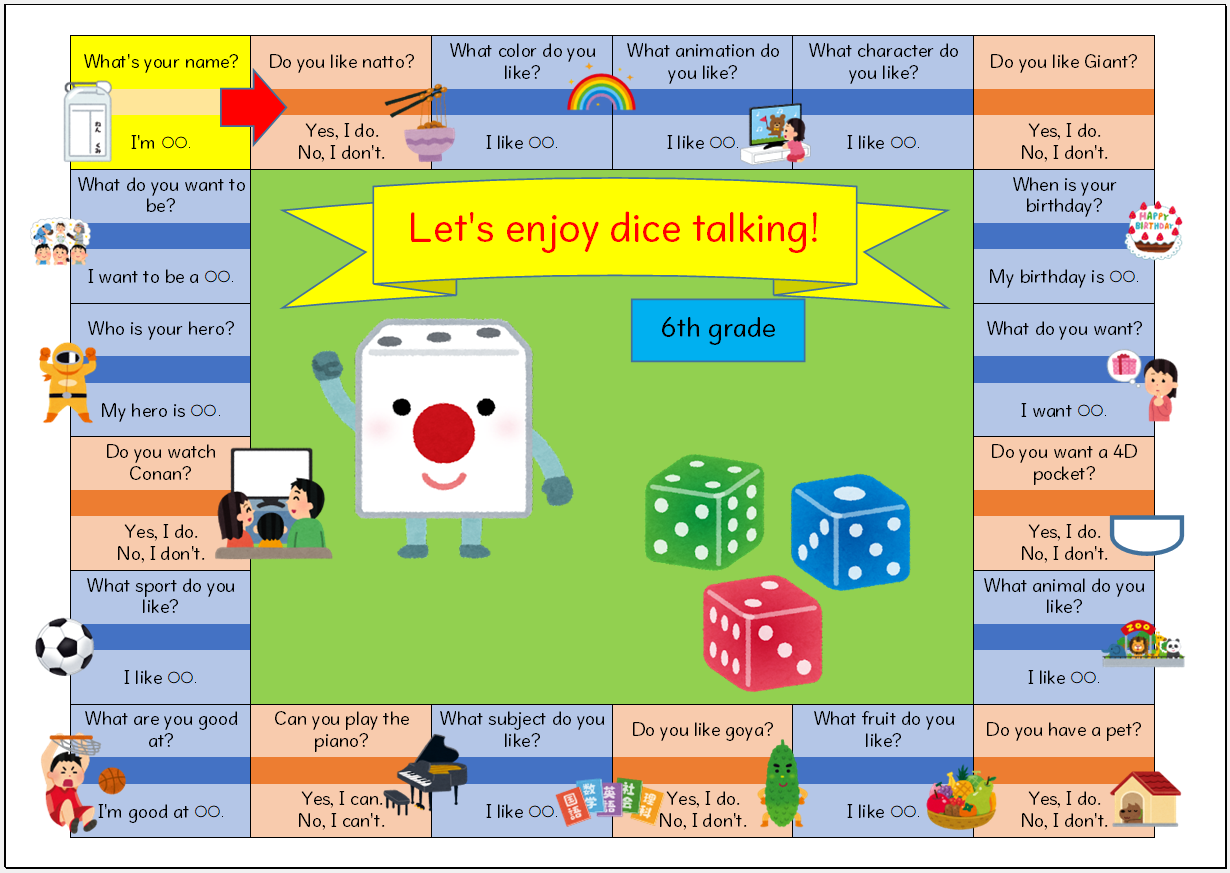 What's your name?
ねん
くみ
I'm ○○.
Do you like natto?
Yes, I do.
No, I don't.
What color do you
like?
I like ○○.
What animation do
you like?
I like ○○.
What character do
you like?
I like ○○.
Do you like Giant?
Yes, I do.
No, I don't.
When is your
birthday?
HAPPY
BIRTHDAY
My birthday is ○○.
What do you want?
I want ○○.
Do you want a 4D
pocket?
Yes, I do.
No, I don't.
What animal do you
like?
ZOO
I like ○○.
Do you have a pet?
Yes, I do.
No, I don't.
What fruit do you
like?
I like ○○.
Do you like goya?
Yes, I do.
No, I don't.
What subject do you
like?
I like ○○.
国語
数学
英語
社会
理科
Can you play the
piano?
Yes, I can.
No, I can't.
What are you good
at?
I'm good at ○○.
What sport do you
like?
I like ○○.
Do you watch
Conan?
Yes, I do.
No, I don't.
Who is your hero?
My hero is ○○.
What do you want to
be?
I want to be a ○○.
Let's enjoy dice talking!
6th grade